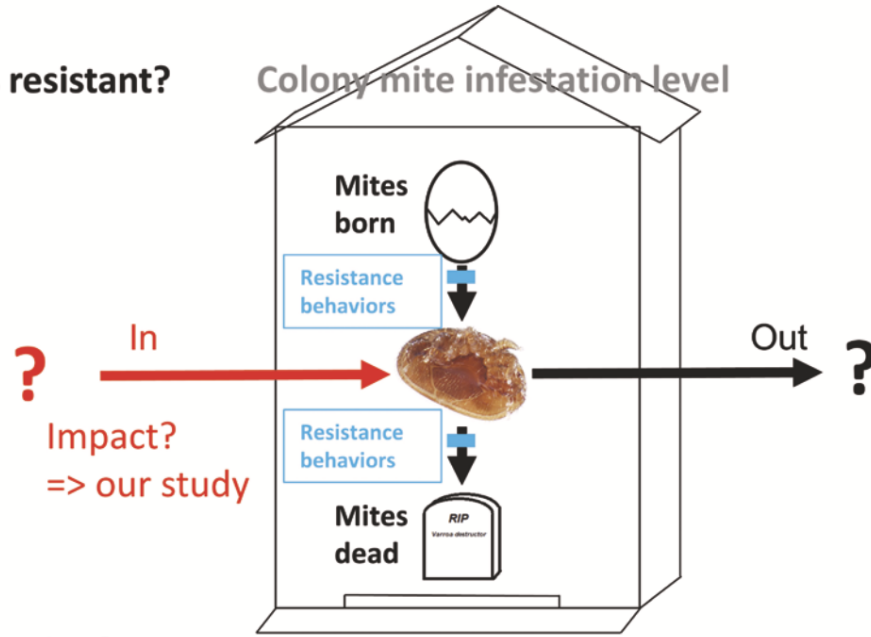 resistant?
Colony mite infestation level
Mites
born
Resistance
behaviors
In
Out
?
?
Impact?
=> our study
Resistance
behaviors
Mites
dead
RIP
Varroa destructor